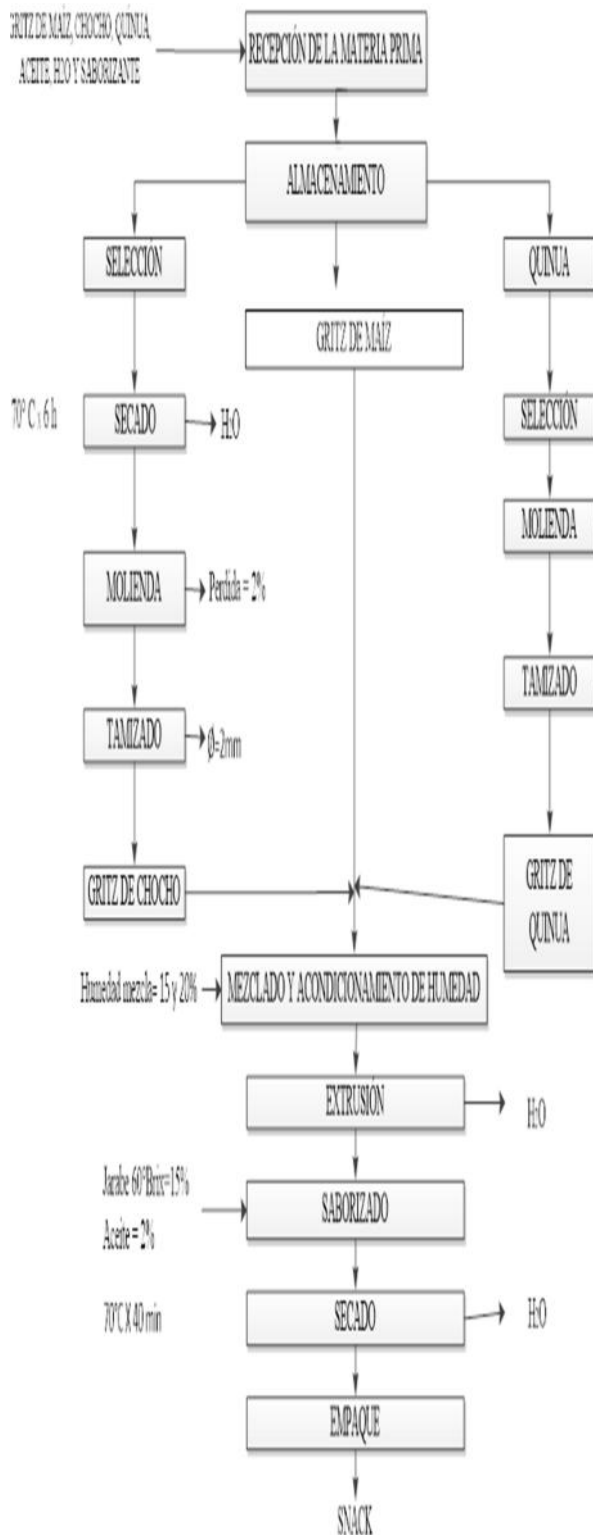 GRITZ DE MAÍZ, CHOCHO, QUÍNUA,
ACEITE, H2O Y SABORIZANTE
RECEPCIÓN DE LA MATERIA PRIMA
ALMACENAMIENTO
SELECCIÓN
QUINUA
GRITZ DE MAÍZ
70° C x 6 h
SECADO
H2O
SELECCIÓN
MOLIENDA
MOLIENDA
Perdida = 2%
TAMIZADO
TAMIZADO
Ø=2mm
GRITZ DE CHOCHO
GRITZ DE
QUINUA
Humedad mezcla= 15 y 20%
MEZCLADO Y ACONDICIONAMIENTO DE HUMEDAD
EXTRUSIÓN
H2O
Jarabe 60°Brix=15%
Aceite = 2%
SABORIZADO
70°C X 40 min
SECADO
H2O
EMPAQUE
SNACK